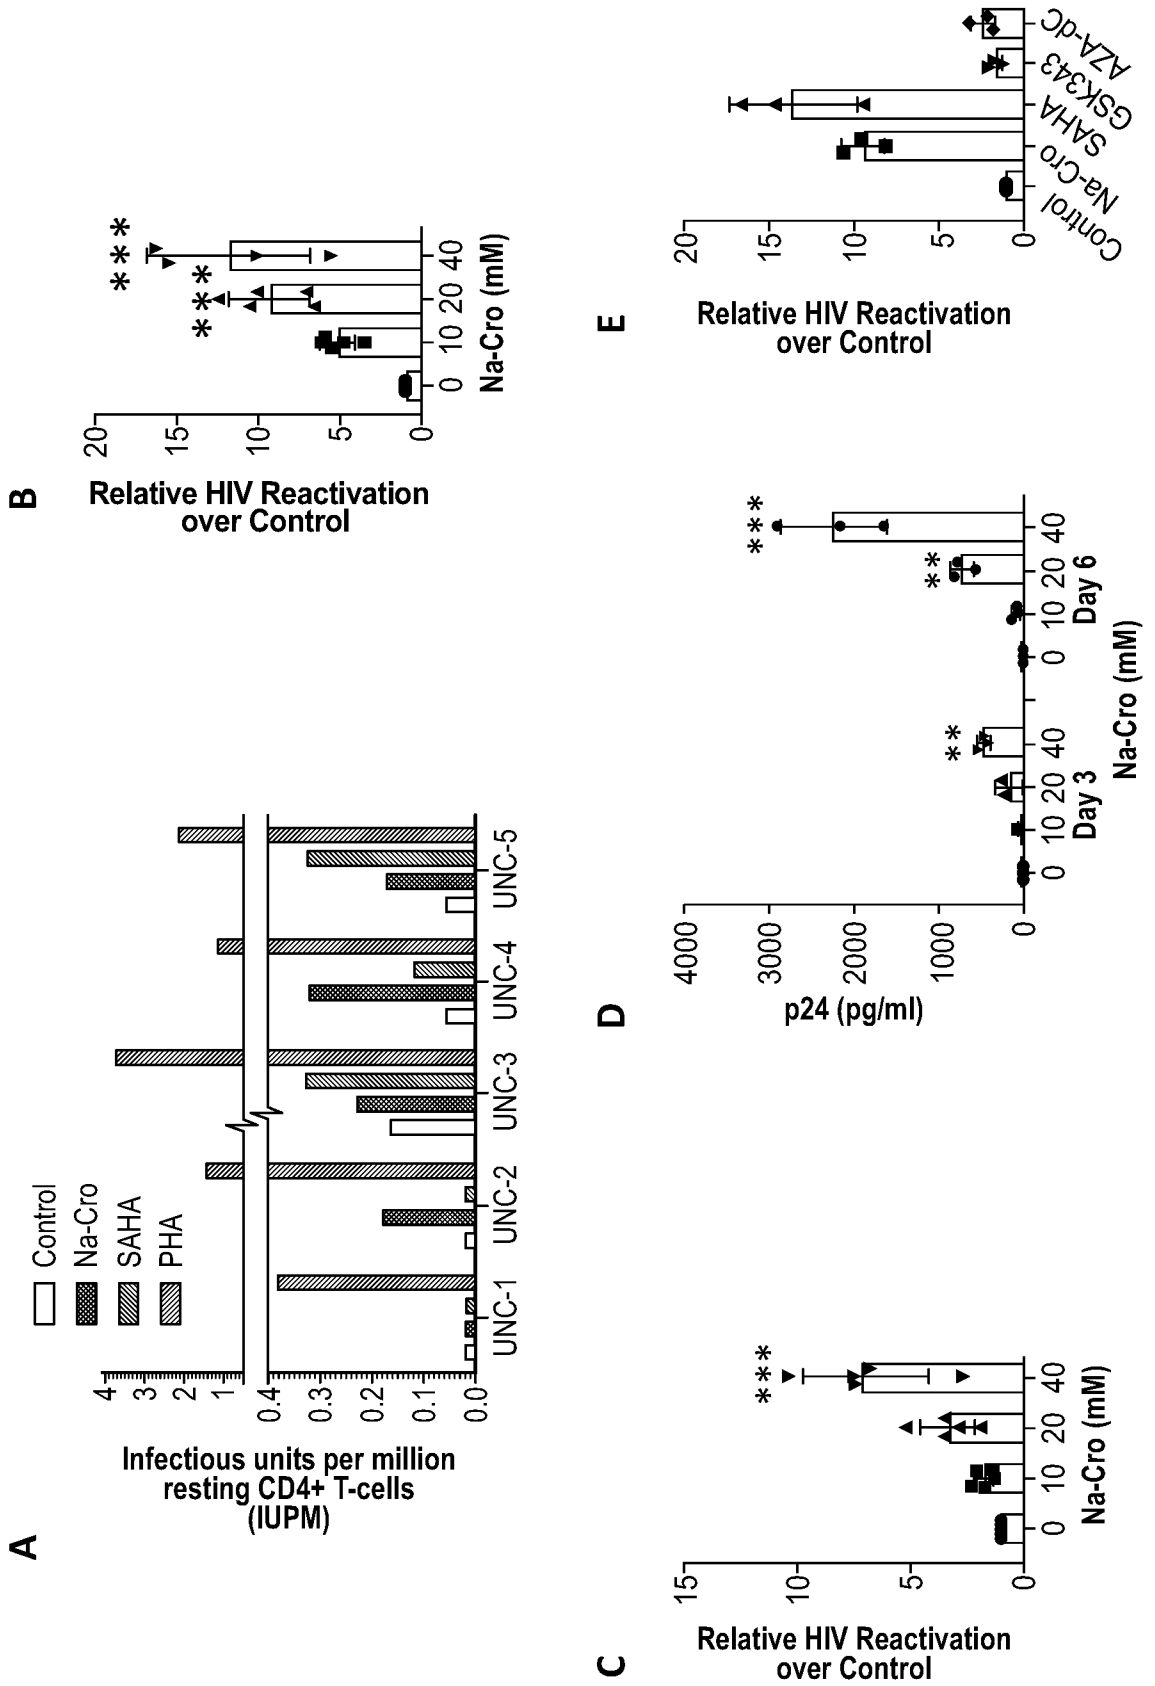 A
Infectious units per million
resting CD4+ T-cells
(IUPM)
4
3
2
1
0.4
0.3
0.2
0.1
0.0
Control
Na-Cro
SAHA
PHA
UNC-1
UNC-2
UNC-3
UNC-4
UNC-5
B
Relative HIV Reactivation
over Control
20
15
10
5
0
***
***
0 10 20 40
Na-Cro (mM)
C
Relative HIV Reactivation
over Control
15
10
5
0
***
0 10 20 40
Na-Cro (mM)
D
p24 (pg/ml)
4000
3000
2000
1000
0
**
**
***
0 10 20 40 0 10 20 40
Day 3 Day 6
Na-Cro (mM)
E
Relative HIV Reactivation
over Control
20
15
10
5
0
Control
Na-Cro
SAHA
GSK343
AZA-dC